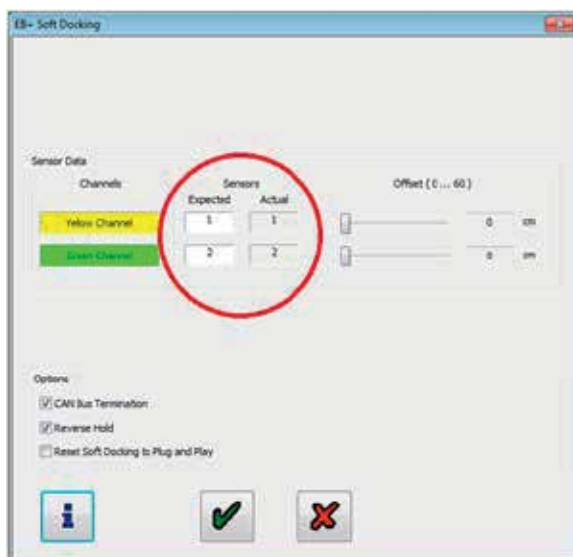 EB+ Soft Docking
Sensor Data
Channels Sensors Offset ( 0 ... 60 )
Expected Actual
Yellow Channel 1 1 0 cm
Green Channel 2 2 0 cm
Options
CAN Bus Termination
Reverse Hold
Reset Soft Docking to Plug and Play
i